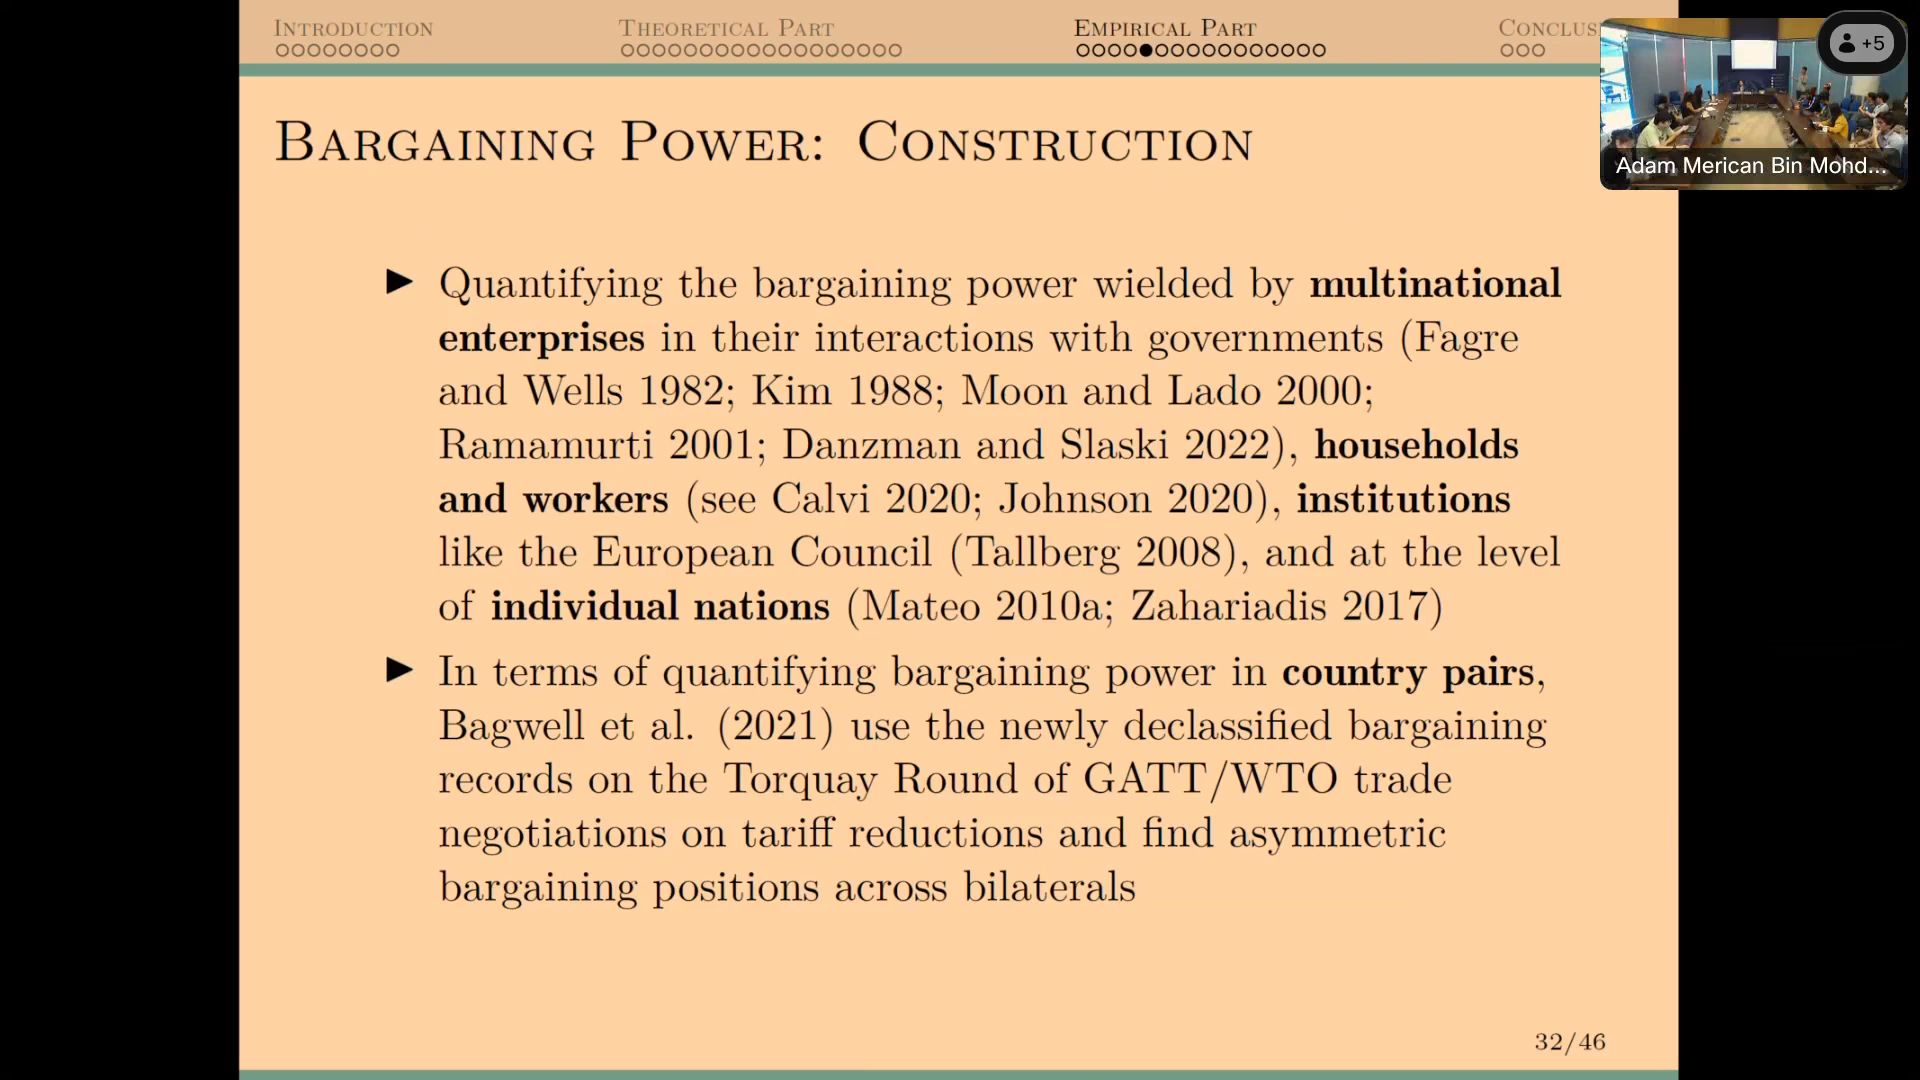 INTRODUCTION
THEORETICAL PART
EMPIRICAL PART
CONCLUS
+5
Adam Merican Bin Mohd...
BARGAINING POWER: CONSTRUCTION
Quantifying the bargaining power wielded by multinational
enterprises in their interactions with governments (Fagre
and Wells 1982; Kim 1988; Moon and Lado 2000;
Ramamurti 2001; Danzman and Slaski 2022), households
and workers (see Calvi 2020; Johnson 2020), institutions
like the European Council (Tallberg 2008), and at the level
of individual nations (Mateo 2010a; Zahariadis 2017)
In terms of quantifying bargaining power in country pairs,
Bagwell et al. (2021) use the newly declassified bargaining
records on the Torquay Round of GATT/WTO trade
negotiations on tariff reductions and find asymmetric
bargaining positions across bilaterals
32/46